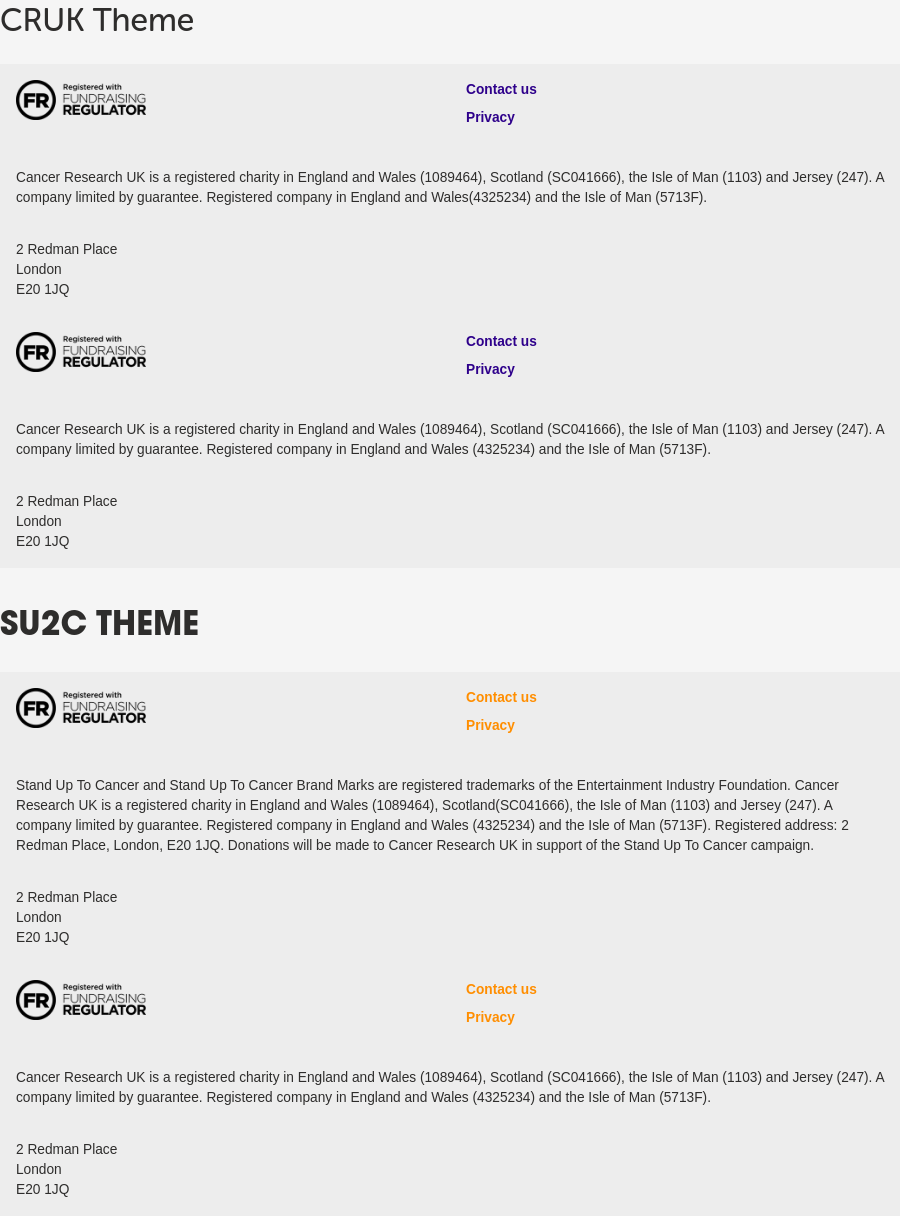 CRUK Theme
FR Registered with
FUNDRAISING
REGULATOR
Contact us
Privacy
Cancer Research UK is a registered charity in England and Wales (1089464), Scotland (SC041666), the Isle of Man (1103) and Jersey (247). A
company limited by guarantee. Registered company in England and Wales(4325234) and the Isle of Man (5713F).
2 Redman Place
London
E20 1JQ
FR Registered with
FUNDRAISING
REGULATOR
Contact us
Privacy
Cancer Research UK is a registered charity in England and Wales (1089464), Scotland (SC041666), the Isle of Man (1103) and Jersey (247). A
company limited by guarantee. Registered company in England and Wales (4325234) and the Isle of Man (5713F).
2 Redman Place
London
E20 1JQ
SU2C THEME
FR Registered with
FUNDRAISING
REGULATOR
Contact us
Privacy
Stand Up To Cancer and Stand Up To Cancer Brand Marks are registered trademarks of the Entertainment Industry Foundation. Cancer
Research UK is a registered charity in England and Wales (1089464), Scotland(SC041666), the Isle of Man (1103) and Jersey (247). A
company limited by guarantee. Registered company in England and Wales (4325234) and the Isle of Man (5713F). Registered address: 2
Redman Place, London, E20 1JQ. Donations will be made to Cancer Research UK in support of the Stand Up To Cancer campaign.
2 Redman Place
London
E20 1JQ
FR Registered with
FUNDRAISING
REGULATOR
Contact us
Privacy
Cancer Research UK is a registered charity in England and Wales (1089464), Scotland (SC041666), the Isle of Man (1103) and Jersey (247). A
company limited by guarantee. Registered company in England and Wales (4325234) and the Isle of Man (5713F).
2 Redman Place
London
E20 1JQ